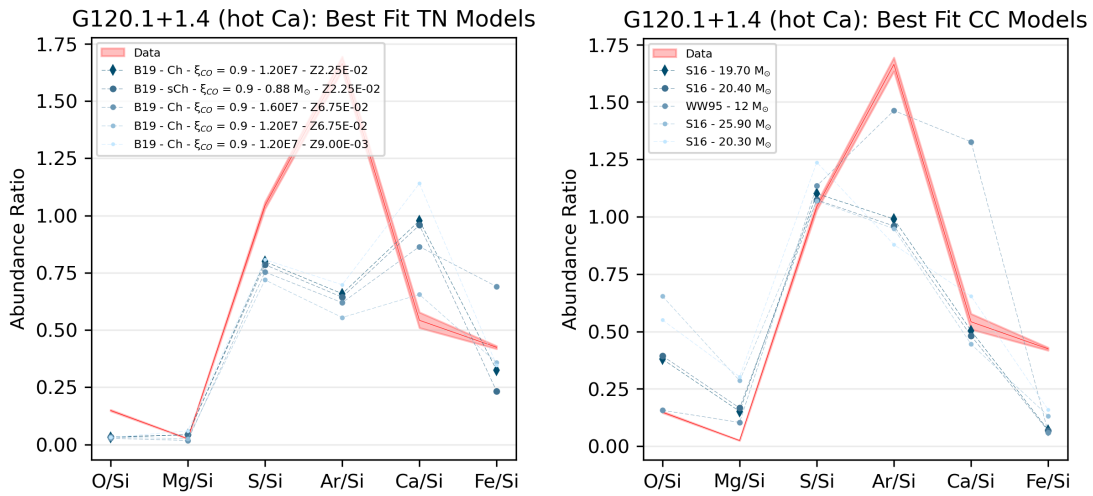 G120.1+1.4 (hot Ca): Best Fit TN Models
Abundance Ratio
1.75
1.50
1.25
1.00
0.75
0.50
0.25
0.00
Data
B19 - Ch - ξCO = 0.9 - 1.20E7 - Z2.25E-02
B19 - sCh - ξCO = 0.9 - 0.88 M⊙ - Z2.25E-02
B19 - Ch - ξCO = 0.9 - 1.60E7 - Z6.75E-02
B19 - Ch - ξCO = 0.9 - 1.20E7 - Z6.75E-02
B19 - Ch - ξCO = 0.9 - 1.20E7 - Z9.00E-03
O/Si Mg/Si S/Si Ar/Si Ca/Si Fe/Si
G120.1+1.4 (hot Ca): Best Fit CC Models
Abundance Ratio
1.75
1.50
1.25
1.00
0.75
0.50
0.25
0.00
Data
S16 - 19.70 M⊙
S16 - 20.40 M⊙
WW95 - 12 M⊙
S16 - 25.90 M⊙
S16 - 20.30 M⊙
O/Si Mg/Si S/Si Ar/Si Ca/Si Fe/Si